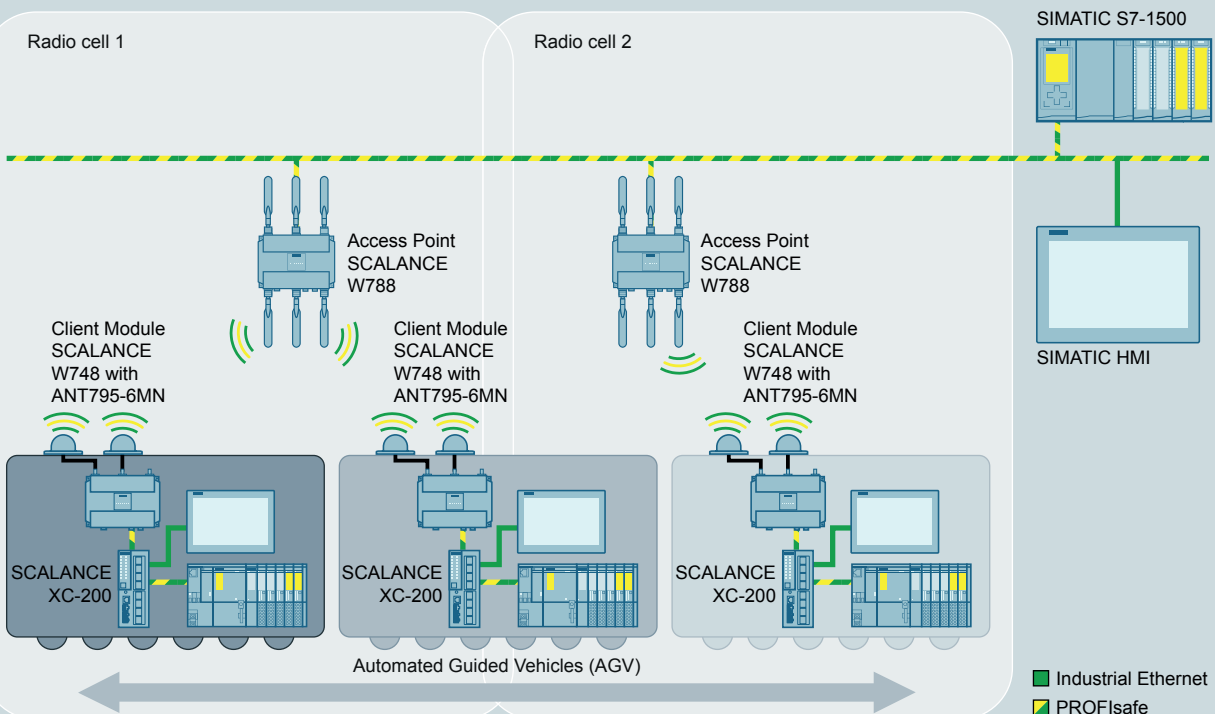 Radio cell 1
Radio cell 2
SIMATIC S7-1500
Access Point
SCALANCE
W788
Access Point
SCALANCE
W788
SIMATIC HMI
Client Module
SCALANCE
W748 with
ANT795-6MN
Client Module
SCALANCE
W748 with
ANT795-6MN
Client Module
SCALANCE
W748 with
ANT795-6MN
SCALANCE
XC-200
SCALANCE
XC-200
SCALANCE
XC-200
Automated Guided Vehicles (AGV)
Industrial Ethernet
PROFIsafe